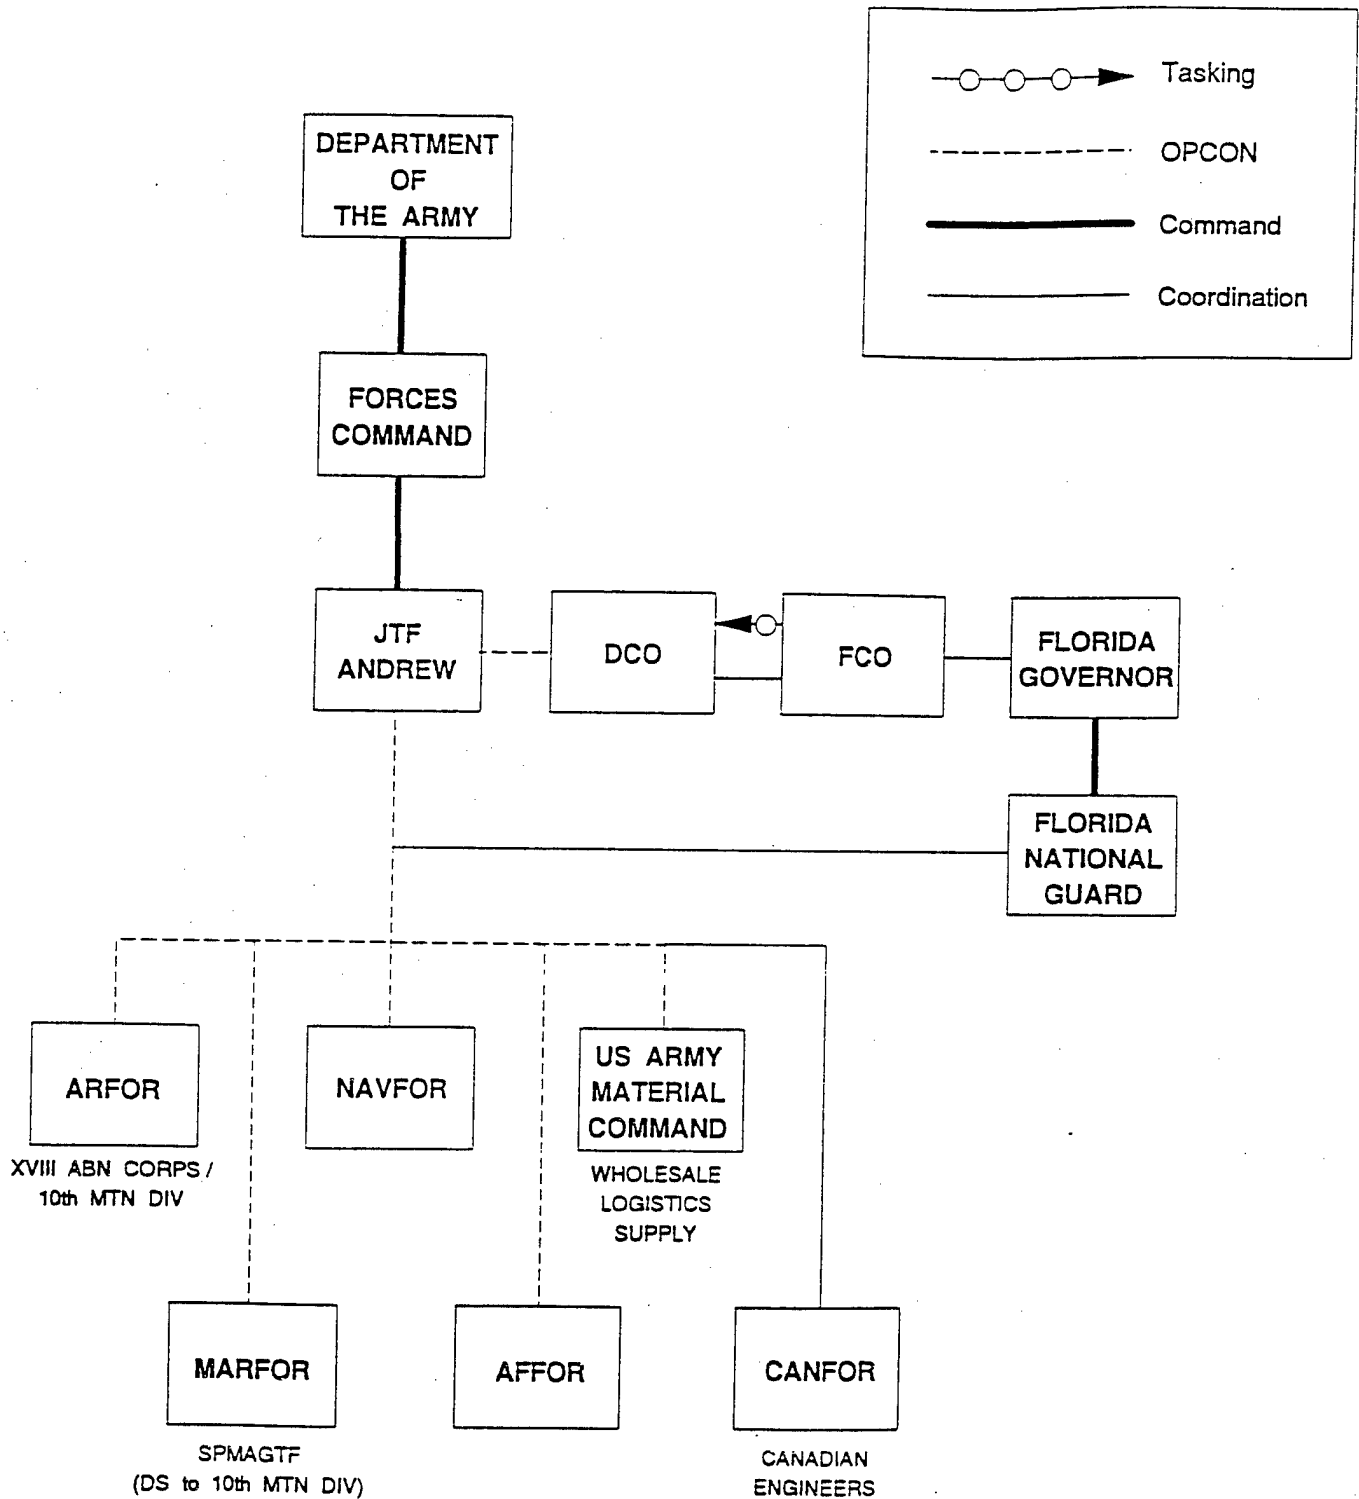 Tasking
OPCON
Command
Coordination
DEPARTMENT
OF
THE ARMY
FORCES
COMMAND
JTF
ANDREW
DCO
FCO
FLORIDA
GOVERNOR
FLORIDA
NATIONAL
GUARD
ARFOR
XVIII ABN CORPS /
10th MTN DIV
NAVFOR
US ARMY
MATERIAL
COMMAND
WHOLESALE
LOGISTICS
SUPPLY
MARFOR
SPMAGTF
(DS to 10th MTN DIV)
AFFOR
CANFOR
CANADIAN
ENGINEERS